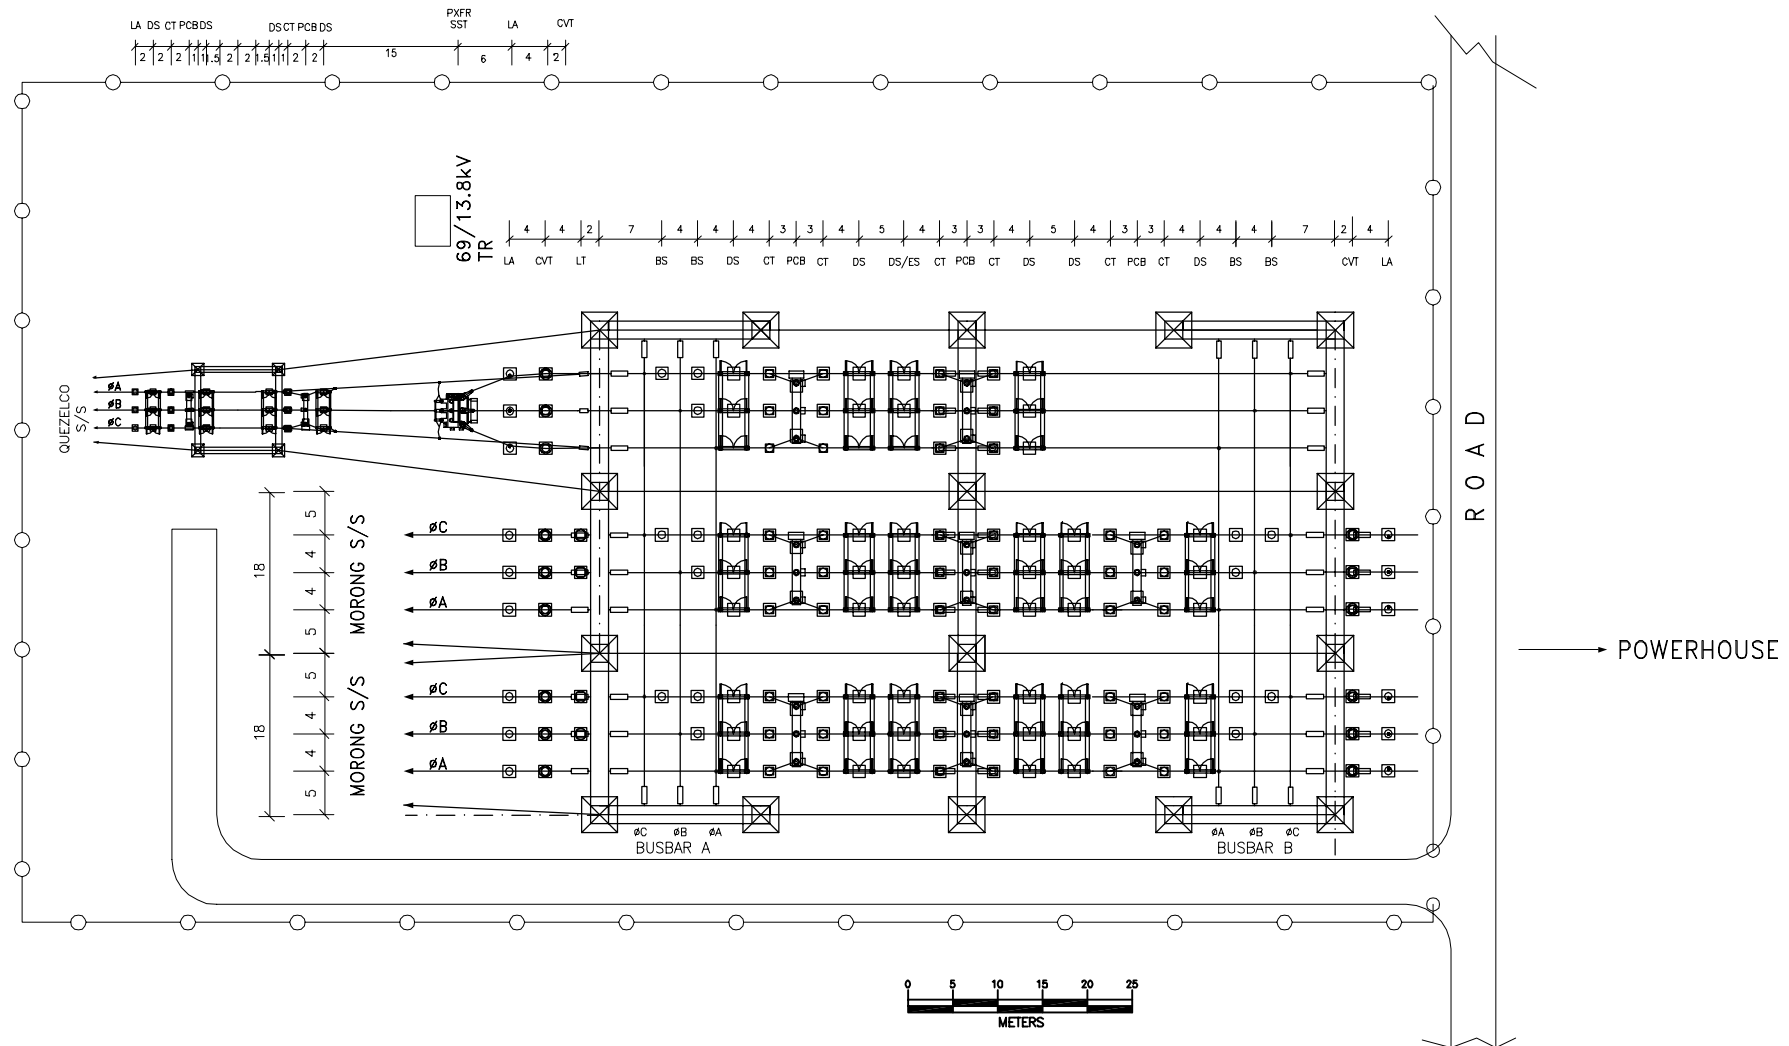 PXFR
SST
LA DS CT PCB DS DS CT PCB DS LA CVT
2 2 2 1 1 1.5 2 2 1.5 1 1 2 2 15 6 4 2
69/13.8kV
TR
4 4 2 7 4 4 4 3 3 4 5 4 3 3 4 5 4 3 3 4 4 4 7 2 4
LA CVT LT BS BS DS CT PCB CT DS DS/ES CT PCB CT DS DS CT PCB CT DS BS BS CVT LA
QUEZELCO
S/S
øA
øB
øC
ROAD
18
5
4
4
5
MORONG S/S
øC
øB
øA
POWERHOUSE
18
5
4
4
5
MORONG S/S
øC
øB
øA
øC øB øA øA øB øC
BUSBAR A BUSBAR B
0 5 10 15 20 25
METERS